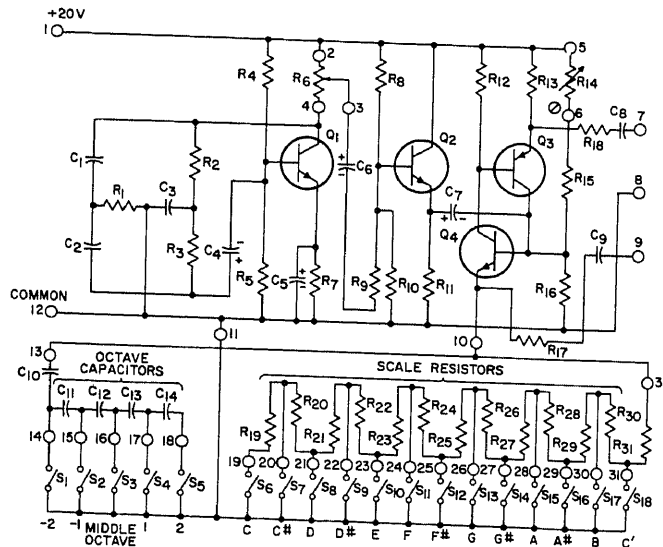 +20V
1
2
5
R4
R6
R8
R12
R13
R14
4
3
6
C8
7
Q1
Q2
Q3
R18
C1
R2
C6
R15
8
R1
C3
C7
C9
9
Q4
C2
R3
C4
R5
C5
R7
R9
R10
R11
R16
COMMON
12
11
10
R17
13
OCTAVE
CAPACITORS
SCALE RESISTORS
3
C10
C11
C12
C13
C14
R19
R20
R21
R22
R23
R24
R25
R26
R27
R28
R29
R30
R31
14
15
16
17
18
19
20
21
22
23
24
25
26
27
28
29
30
31
S1
S2
S3
S4
S5
S6
S7
S8
S9
S10
S11
S12
S13
S14
S15
S16
S17
S18
-2
-1
MIDDLE
OCTAVE
1
2
C
C#
D
D#
E
F
F#
G
G#
A
A#
B
C'